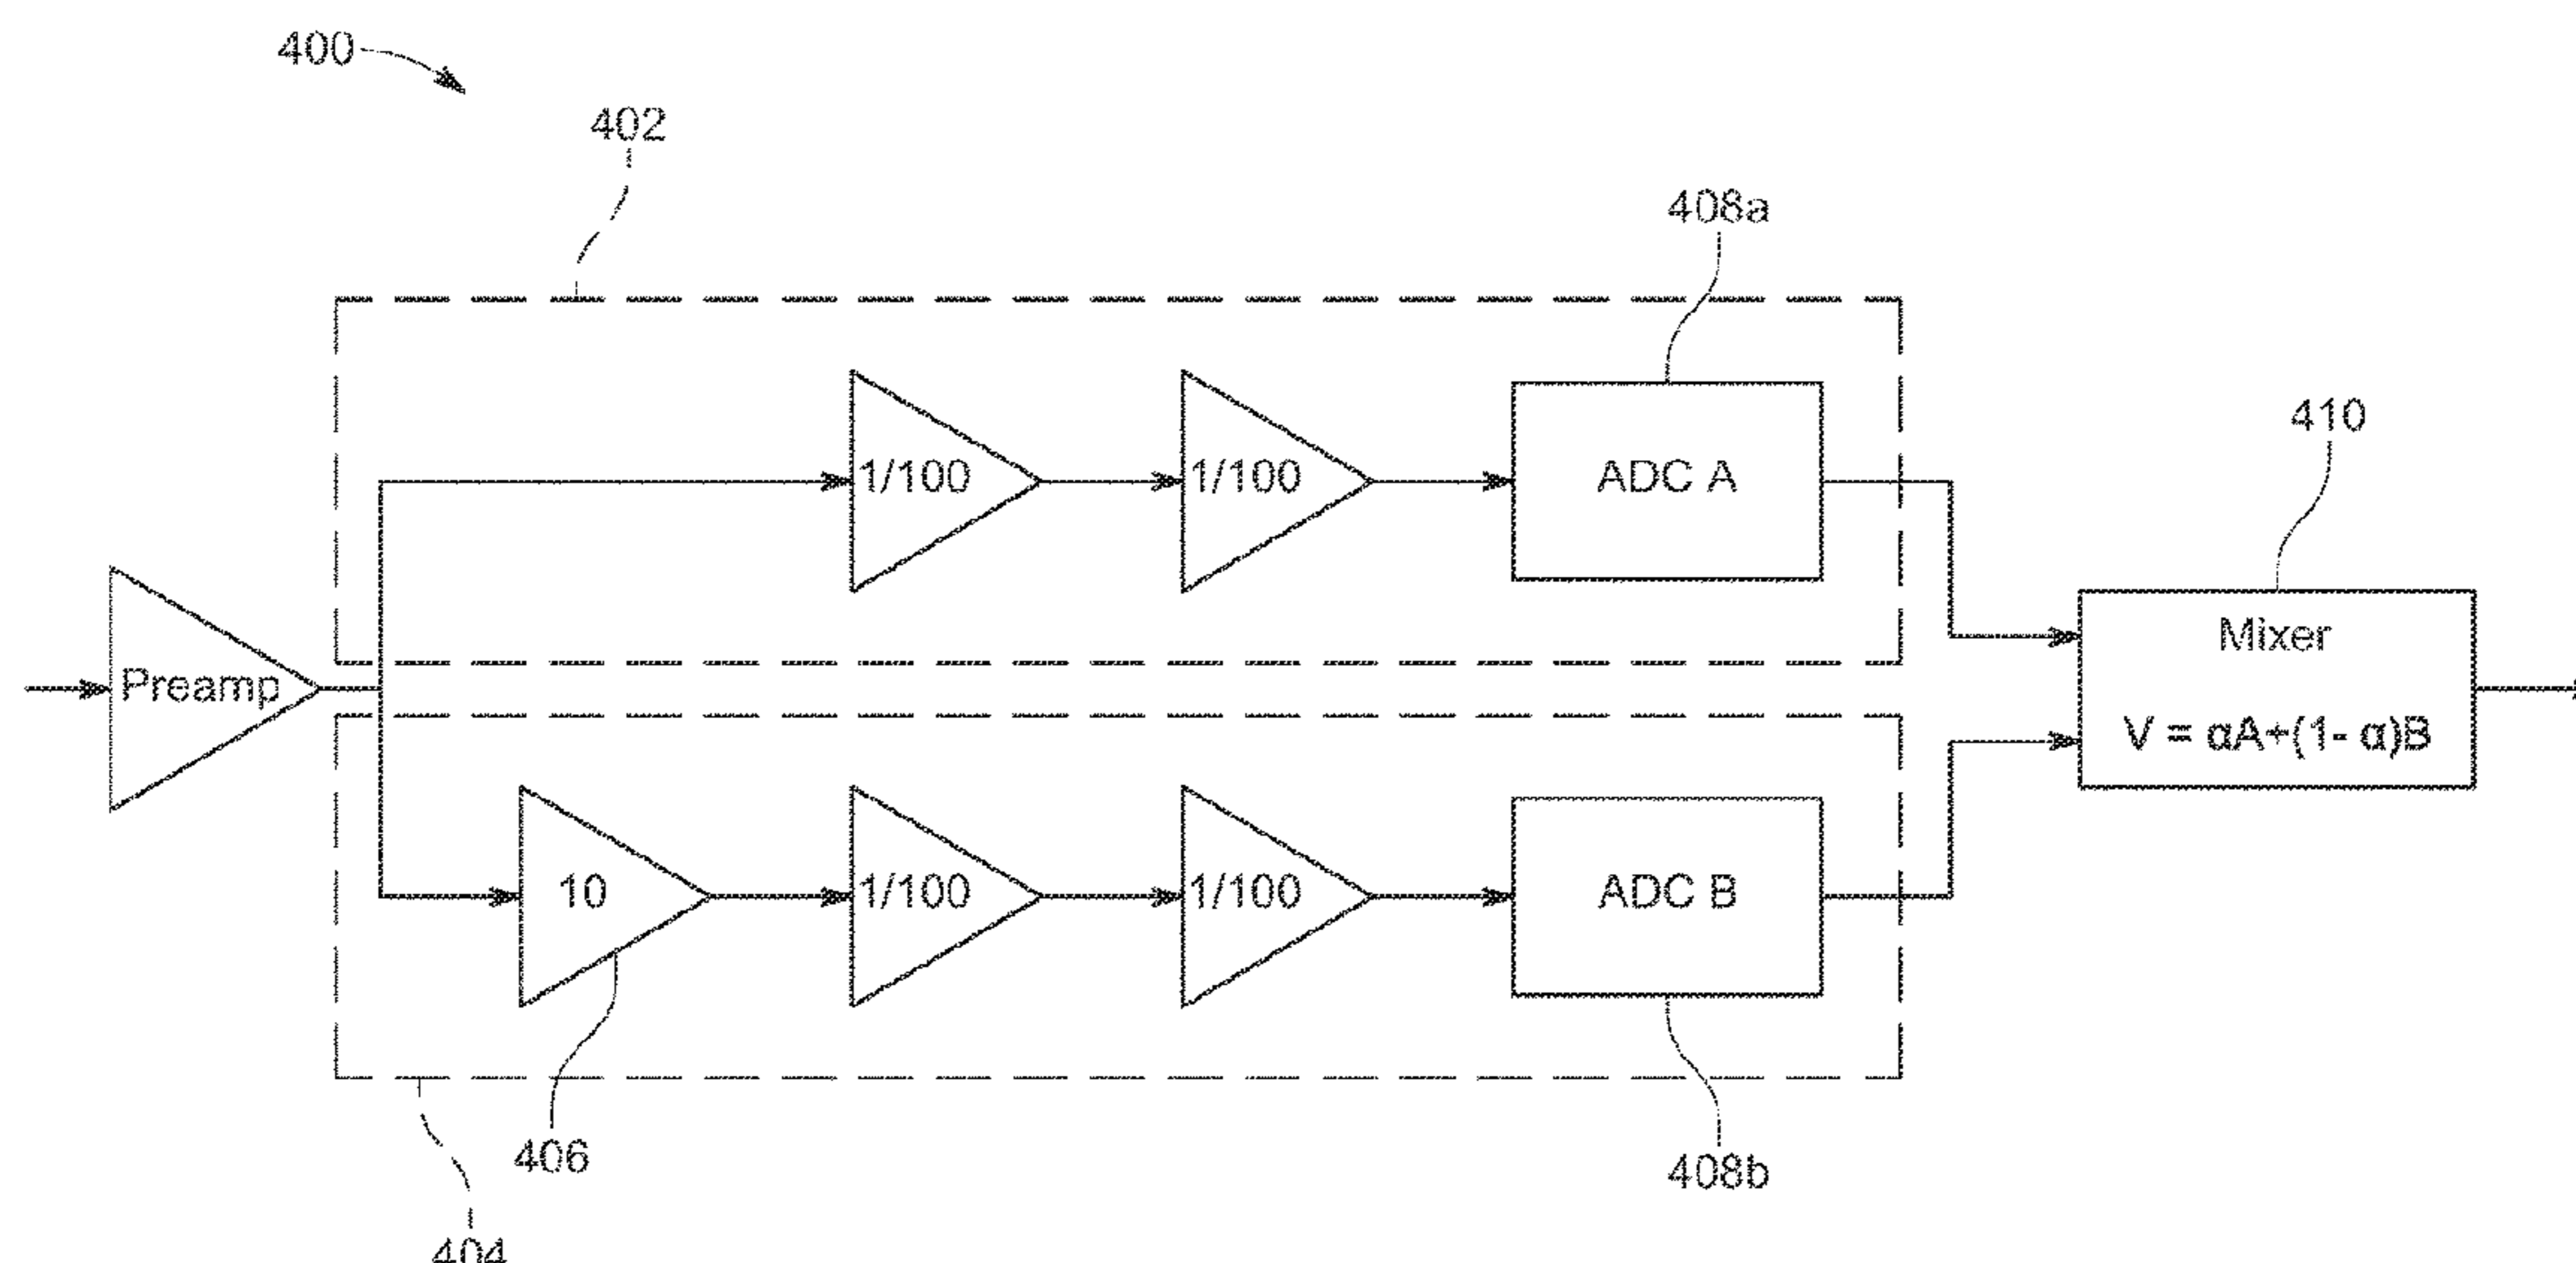 400
402
408a
1/100
1/100
ADC A
410
Preamp
Mixer
V = αA+(1- α)B
10
1/100
1/100
ADC B
406
408b
404